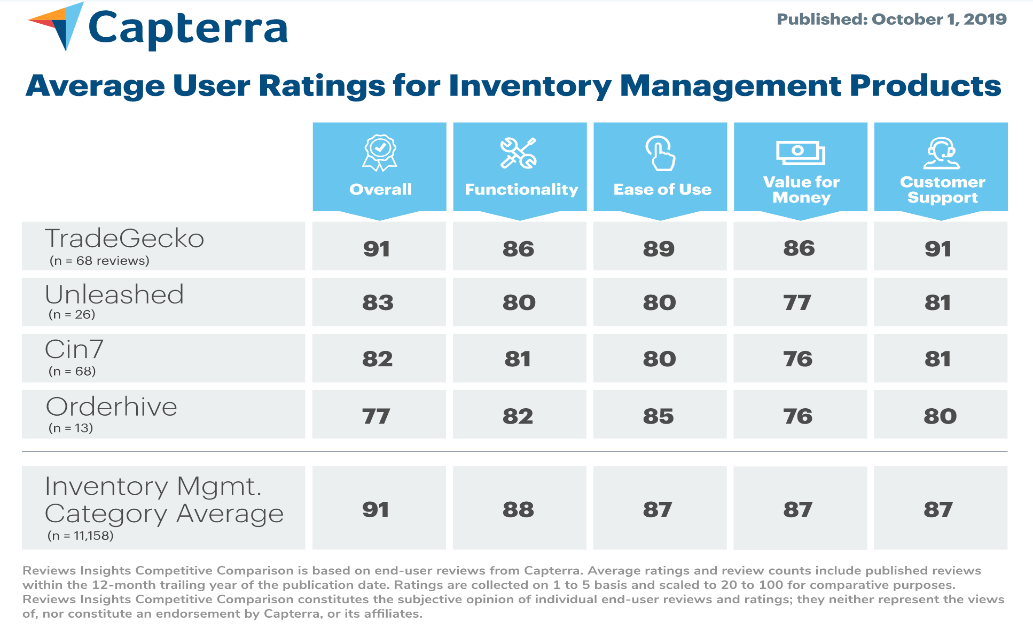 Capterra
Published: October 1, 2019
Average User Ratings for Inventory Management Products
Overall
Functionality
Ease of Use
Value for
Money
Customer
Support
TradeGecko
(n = 68 reviews)
91 86 89 86 91
Unleashed
(n = 26)
83 80 80 77 81
Cin7
(n = 68)
82 81 80 76 81
Orderhive
(n = 13)
77 82 85 76 80
Inventory Mgmt.
Category Average
(n = 11,158)
91 88 87 87 87
Reviews Insights Competitive Comparison is based on end-user reviews from Capterra. Average ratings and review counts include published reviews
within the 12-month trailing year of the publication date. Ratings are collected on 1 to 5 basis and scaled to 20 to 100 for comparative purposes.
Reviews Insights Competitive Comparison constitutes the subjective opinion of individual end-user reviews and ratings; they neither represent the views
of, nor constitute an endorsement by Capterra, or its affiliates.